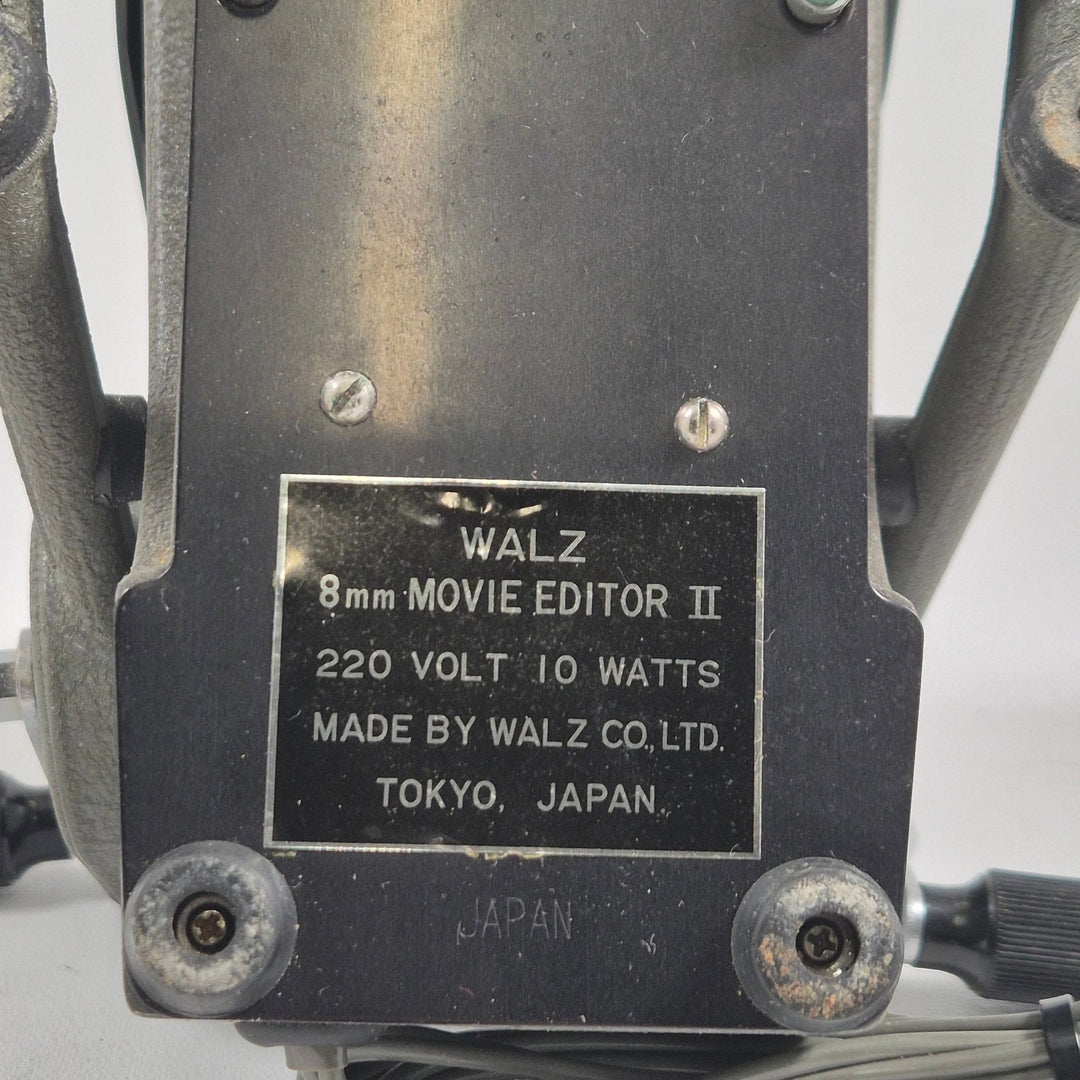 WALZ
8mm MOVIE EDITOR II
220 VOLT 10 WATTS
MADE BY WALZ CO., LTD.
TOKYO, JAPAN.
JAPAN